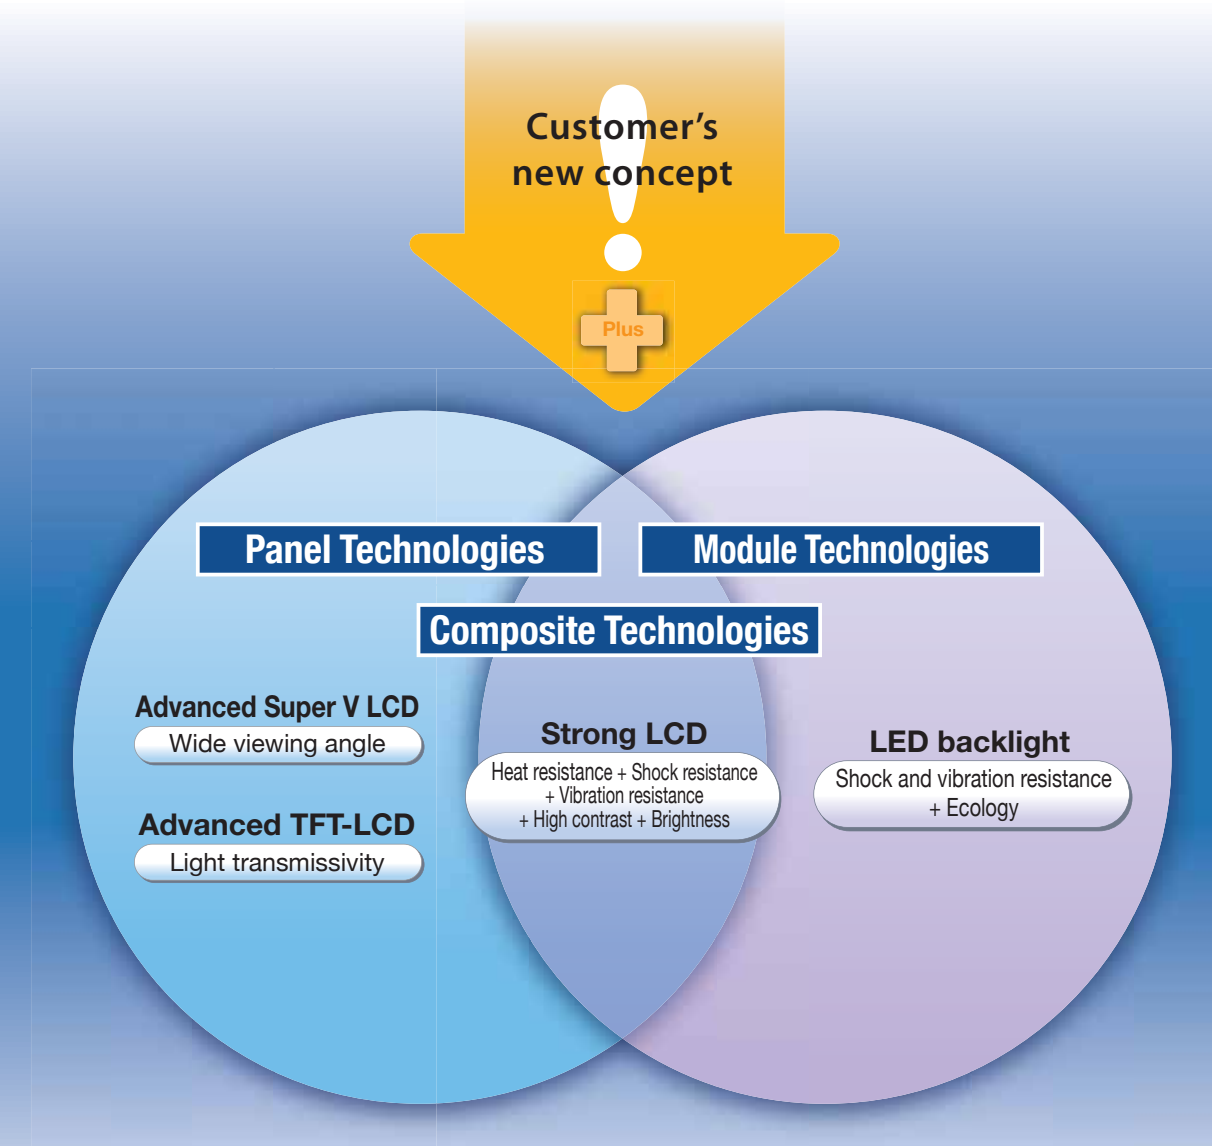 Customer's
new concept
Plus
Panel Technologies
Module Technologies
Composite Technologies
Advanced Super V LCD
Wide viewing angle
Advanced TFT-LCD
Light transmissivity
Strong LCD
Heat resistance + Shock resistance
+ Vibration resistance
+ High contrast + Brightness
LED backlight
Shock and vibration resistance
+ Ecology